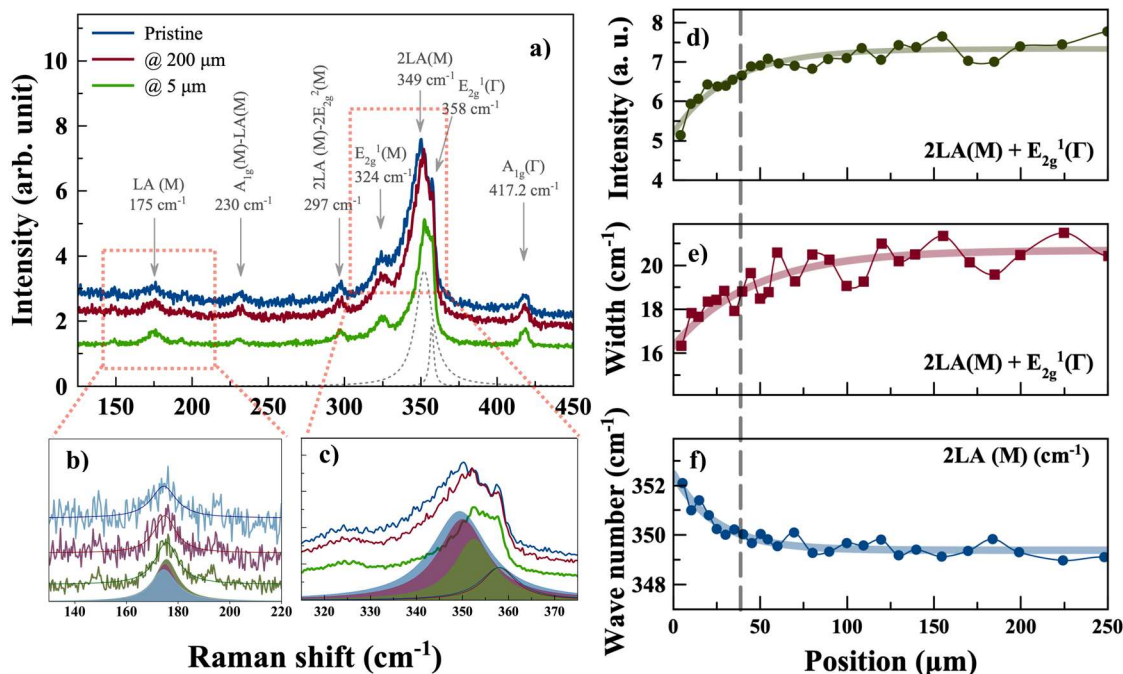 a)
Pristine
@ 200 μm
@ 5 μm
2LA(M)
349 cm⁻¹
E₂g¹(Γ)
358 cm⁻¹
2LA (M)-2E₂g²(M)
297 cm⁻¹
A₁g(M)-LA(M)
230 cm⁻¹
LA (M)
175 cm⁻¹
E₂g¹(M)
324 cm⁻¹
A₁g(Γ)
417.2 cm⁻¹
Intensity (arb. unit)
10
8
6
4
2
0
150 200 250 300 350 400 450
b)
140 160 180 200 220
c)
320 330 340 350 360 370
Raman shift (cm⁻¹)
d)
Intensity (a. u.)
8
7
6
5
4
2LA(M) + E₂g¹(Γ)
e)
Width (cm⁻¹)
20
18
16
2LA(M) + E₂g¹(Γ)
f)
2LA (M) (cm⁻¹)
Wave number (cm⁻¹)
352
350
348
0 50 100 150 200 250
Position (μm)